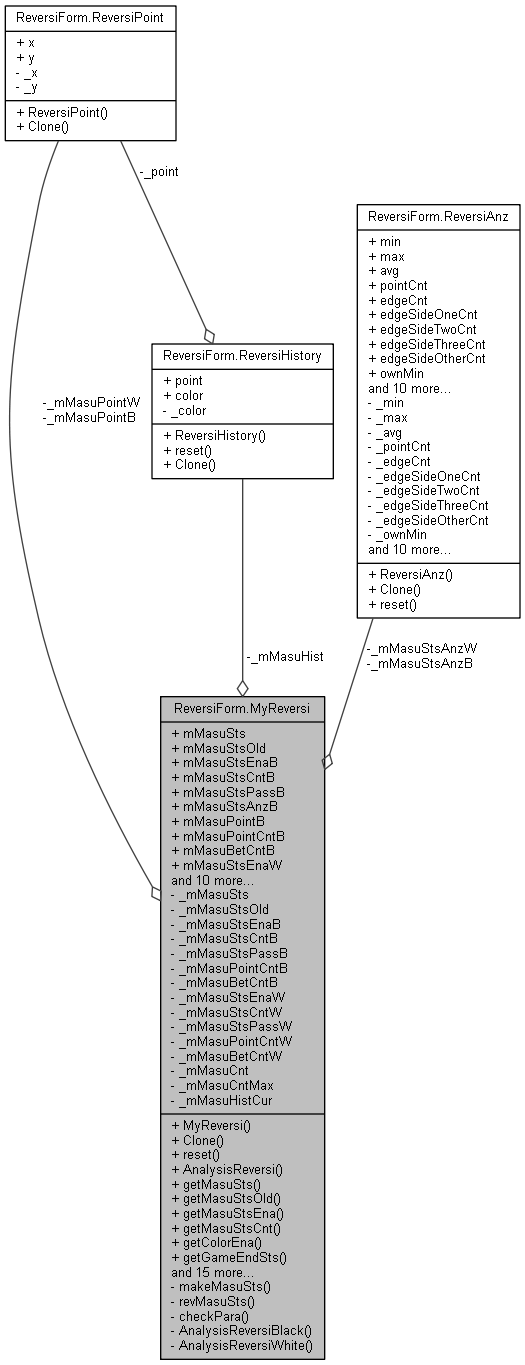 ReversiForm.ReversiPoint
+ x
+ y
- _x
- _y
+ ReversiPoint()
+ Clone()
-_point
ReversiForm.ReversiAnz
+ min
+ max
+ avg
+ pointCnt
+ edgeCnt
+ edgeSideOneCnt
+ edgeSideTwoCnt
+ edgeSideThreeCnt
+ edgeSideOtherCnt
+ ownMin
and 10 more...
- _min
- _max
- _avg
- _pointCnt
- _edgeCnt
- _edgeSideOneCnt
- _edgeSideTwoCnt
- _edgeSideThreeCnt
- _edgeSideOtherCnt
- _ownMin
and 10 more...
+ ReversiAnz()
+ Clone()
+ reset()
ReversiForm.ReversiHistory
+ point
+ color
- _color
+ ReversiHistory()
+ reset()
+ Clone()
-_mMasuPointW
-_mMasuPointB
-_mMasuHist
-_mMasuStsAnzW
-_mMasuStsAnzB
ReversiForm.MyReversi
+ mMasuSts
+ mMasuStsOld
+ mMasuStsEnaB
+ mMasuStsCntB
+ mMasuStsPassB
+ mMasuStsAnzB
+ mMasuPointB
+ mMasuPointCntB
+ mMasuBetCntB
+ mMasuStsEnaW
and 10 more...
- _mMasuSts
- _mMasuStsOld
- _mMasuStsEnaB
- _mMasuStsCntB
- _mMasuStsPassB
- _mMasuPointCntB
- _mMasuBetCntB
- _mMasuStsEnaW
- _mMasuStsCntW
- _mMasuStsPassW
- _mMasuPointCntW
- _mMasuBetCntW
- _mMasuCnt
- _mMasuCntMax
- _mMasuHistCur
+ MyReversi()
+ Clone()
+ reset()
+ AnalysisReversi()
+ getMasuSts()
+ getMasuStsOld()
+ getMasuStsEna()
+ getMasuStsCnt()
+ getColorEna()
+ getGameEndSts()
and 15 more...
- makeMasuSts()
- revMasuSts()
- checkPara()
- AnalysisReversiBlack()
- AnalysisReversiWhite()